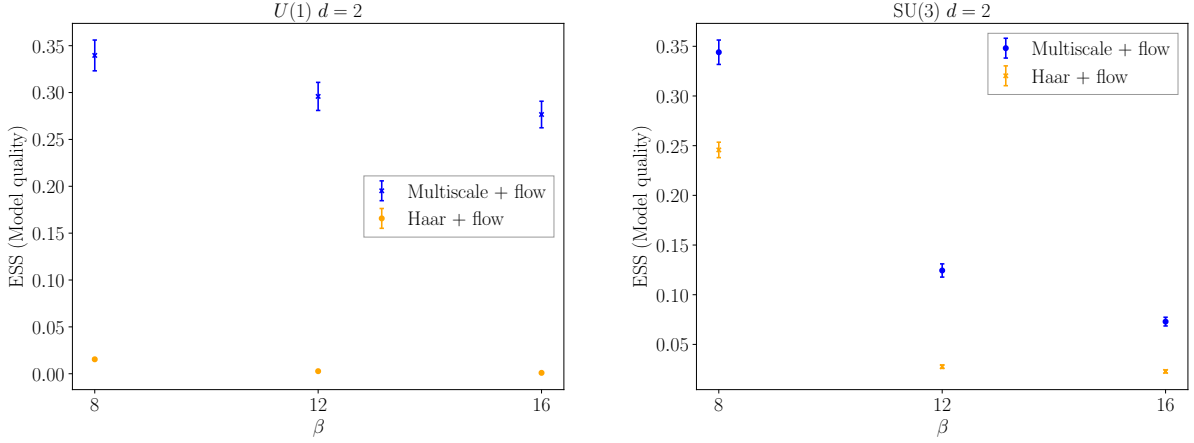 U(1) d = 2
ESS (Model quality)
0.35
0.30
0.25
0.20
0.15
0.10
0.05
0.00
Multiscale + flow
Haar + flow
8
12
16
β
SU(3) d = 2
ESS (Model quality)
0.35
0.30
0.25
0.20
0.15
0.10
0.05
Multiscale + flow
Haar + flow
8
12
16
β